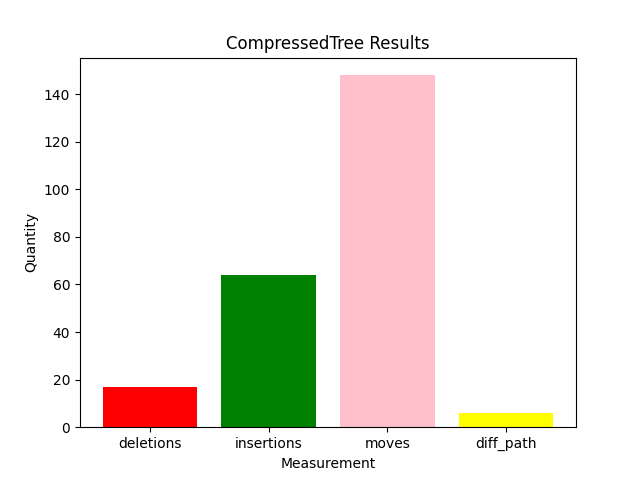 CompressedTree Results
140
120
100
80
60
40
20
0
Quantity
deletions insertions moves diff_path
Measurement